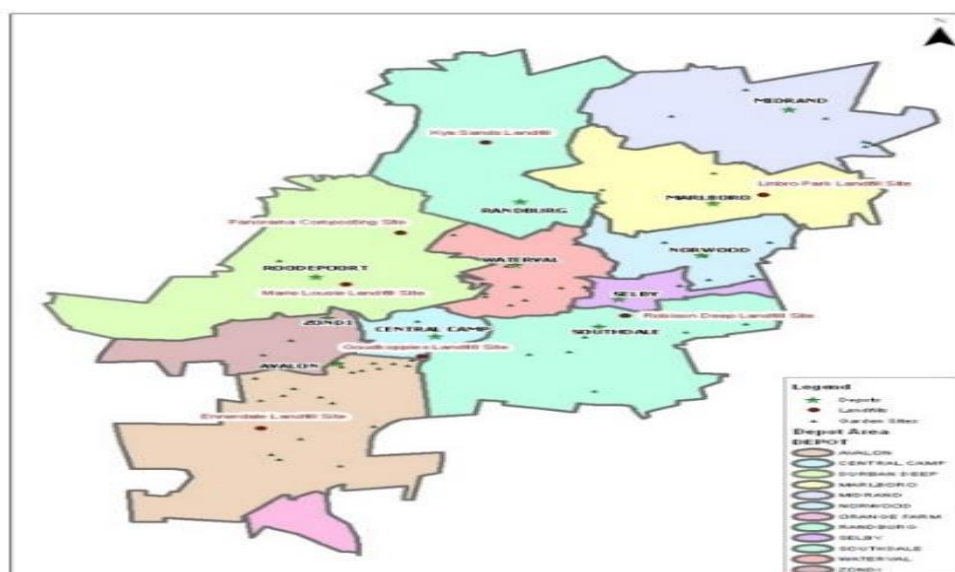 N
MIDRAND
Kya Sands Landfill
Linbro Park Landfill Site
MARLBORO
RANDBURG
Panorama Composting Site
NORWOOD
WATERVAL
ROODEPOORT
Marie Louise Landfill Site
SELBY
Robison Deep Landfill Site
ZONDI
CENTRAL CAMP
SOUTHDALE
Goudkoppies Landfill Site
AVALON
Ennerdale Landfill Site
Legend
Depots
Landfills
Garden Sites
Depot Area
DEPOT
AVALON
CENTRAL CAMP
DURBAN DEEP
MARLBORO
MIDRAND
NORWOOD
ORANGE FARM
RANDBURG
SELBY
SOUTHDALE
WATERVAL
ZONDI